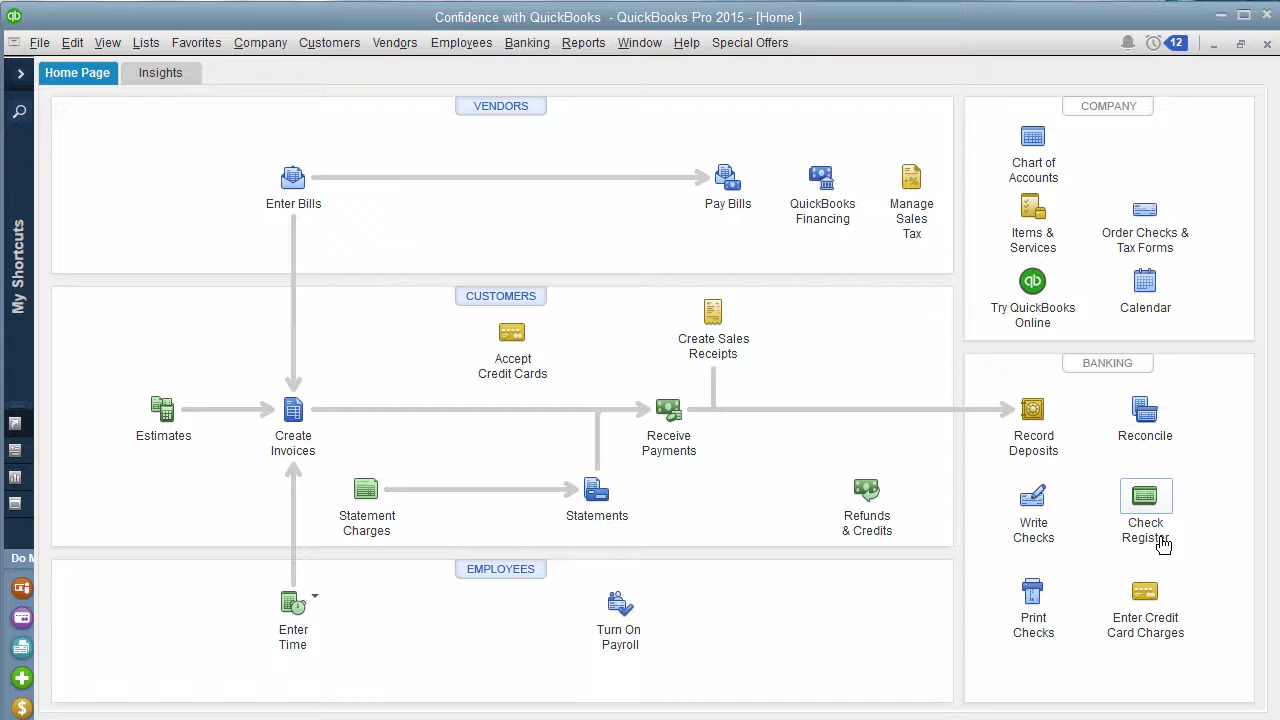 Confidence with QuickBooks - QuickBooks Pro 2015 - [Home ]
File Edit View Lists Favorites Company Customers Vendors Employees Banking Reports Window Help Special Offers 12
Home Page Insights
My Shortcuts
Do M
VENDORS
Enter Bills
Pay Bills
QuickBooks
Financing
Manage
Sales
Tax
CUSTOMERS
Accept
Credit Cards
Create Sales
Receipts
Estimates
Create
Invoices
Receive
Payments
Statement
Charges
Statements
Refunds
& Credits
EMPLOYEES
Enter
Time
Turn On
Payroll
COMPANY
Chart of
Accounts
Items &
Services
Order Checks &
Tax Forms
qb
Try QuickBooks
Online
Calendar
BANKING
Record
Deposits
Reconcile
Write
Checks
Check
Register
Print
Checks
Enter Credit
Card Charges